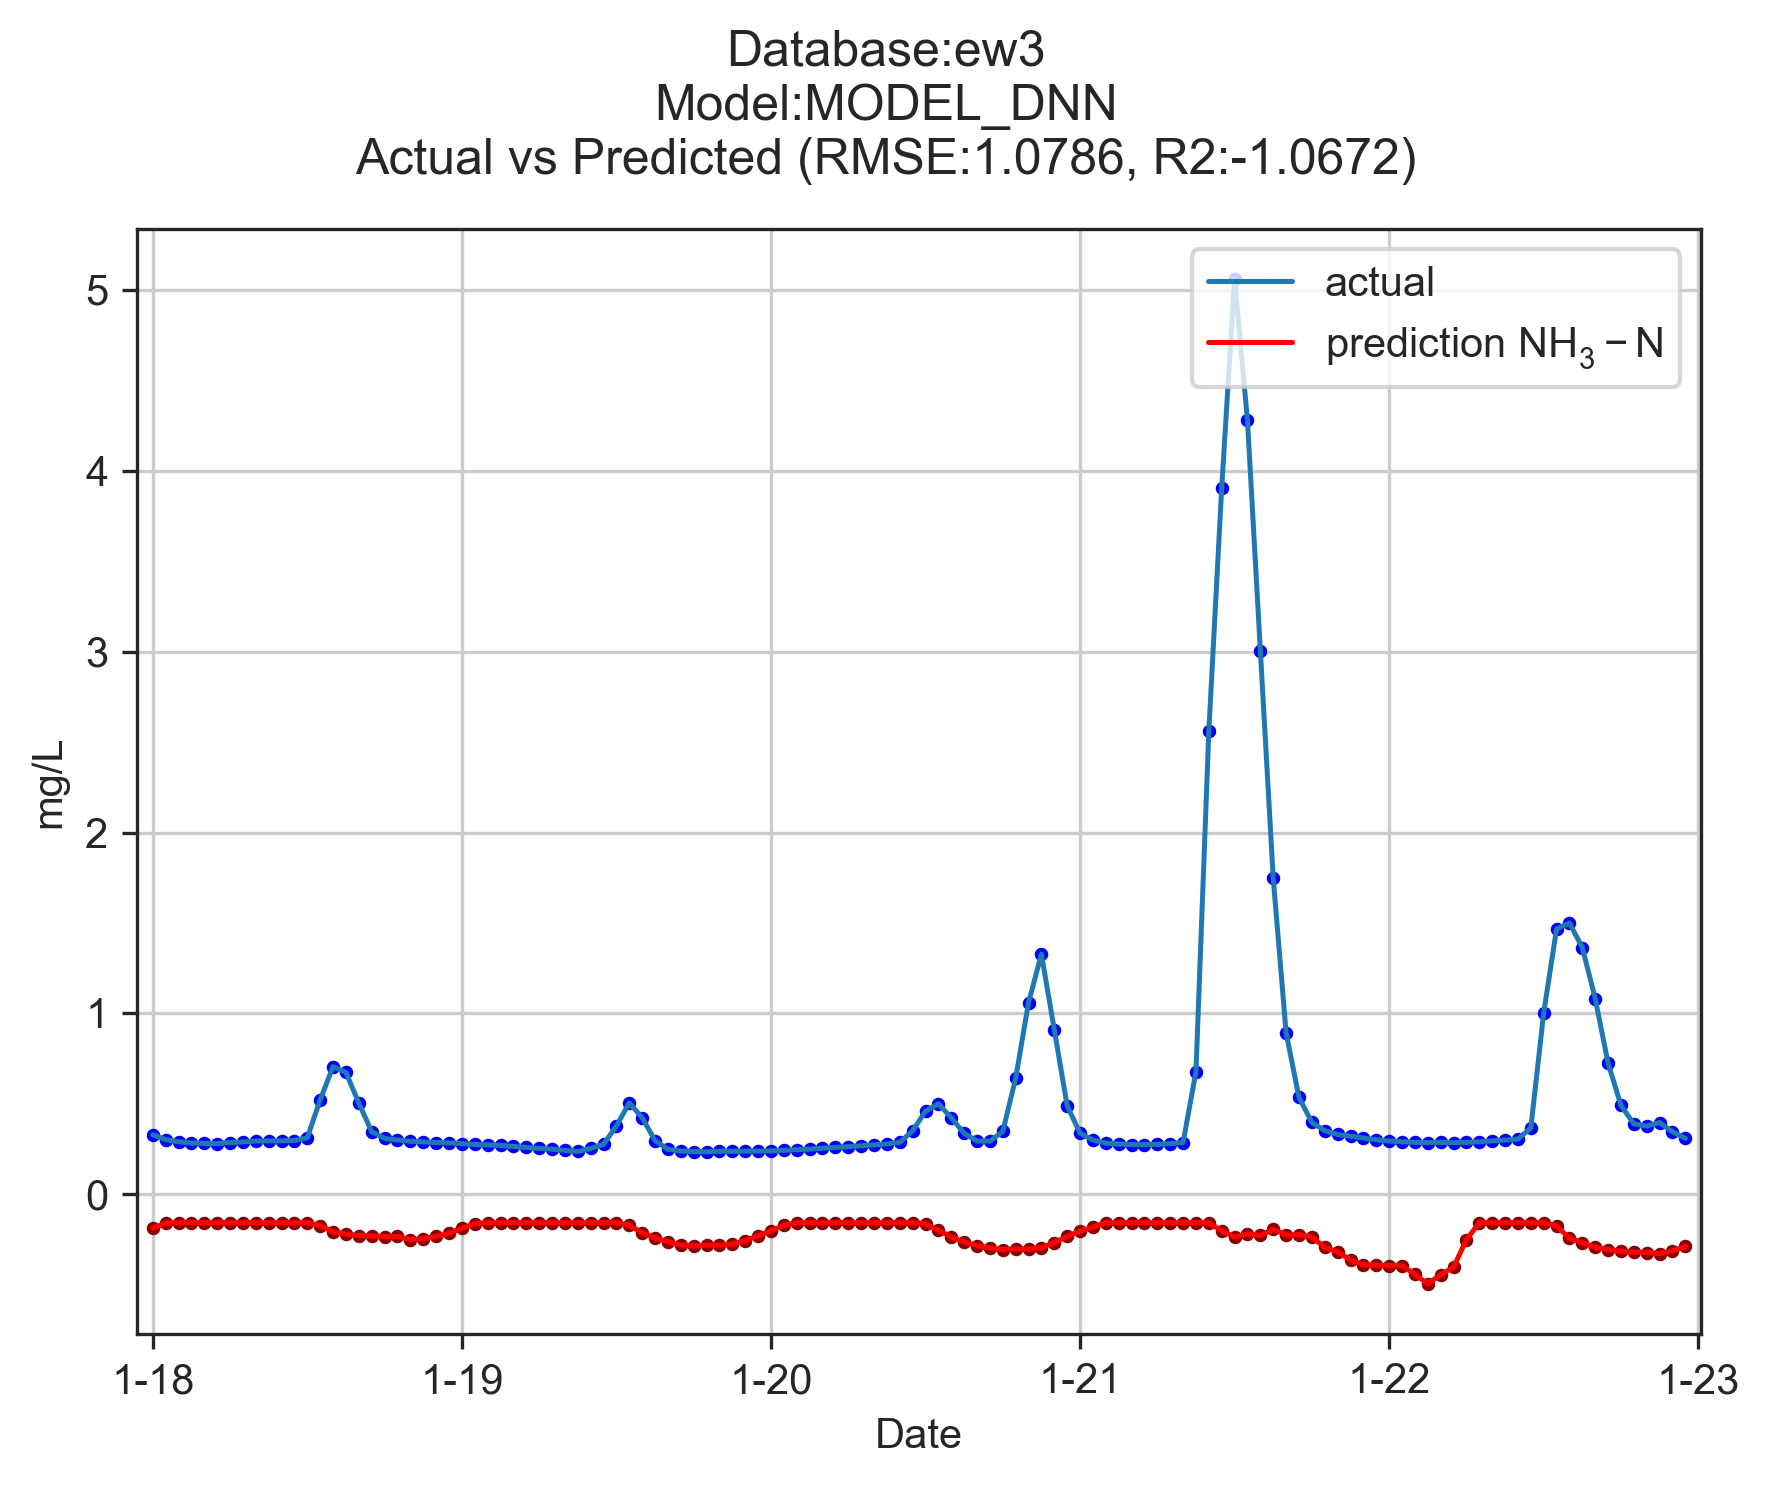 Database:ew3
Model:MODEL_DNN
Actual vs Predicted (RMSE:1.0786, R2:-1.0672)
actual
prediction NH₃ − N
5
4
3
2
1
0
mg/L
1-18 1-19 1-20 1-21 1-22 1-23
Date